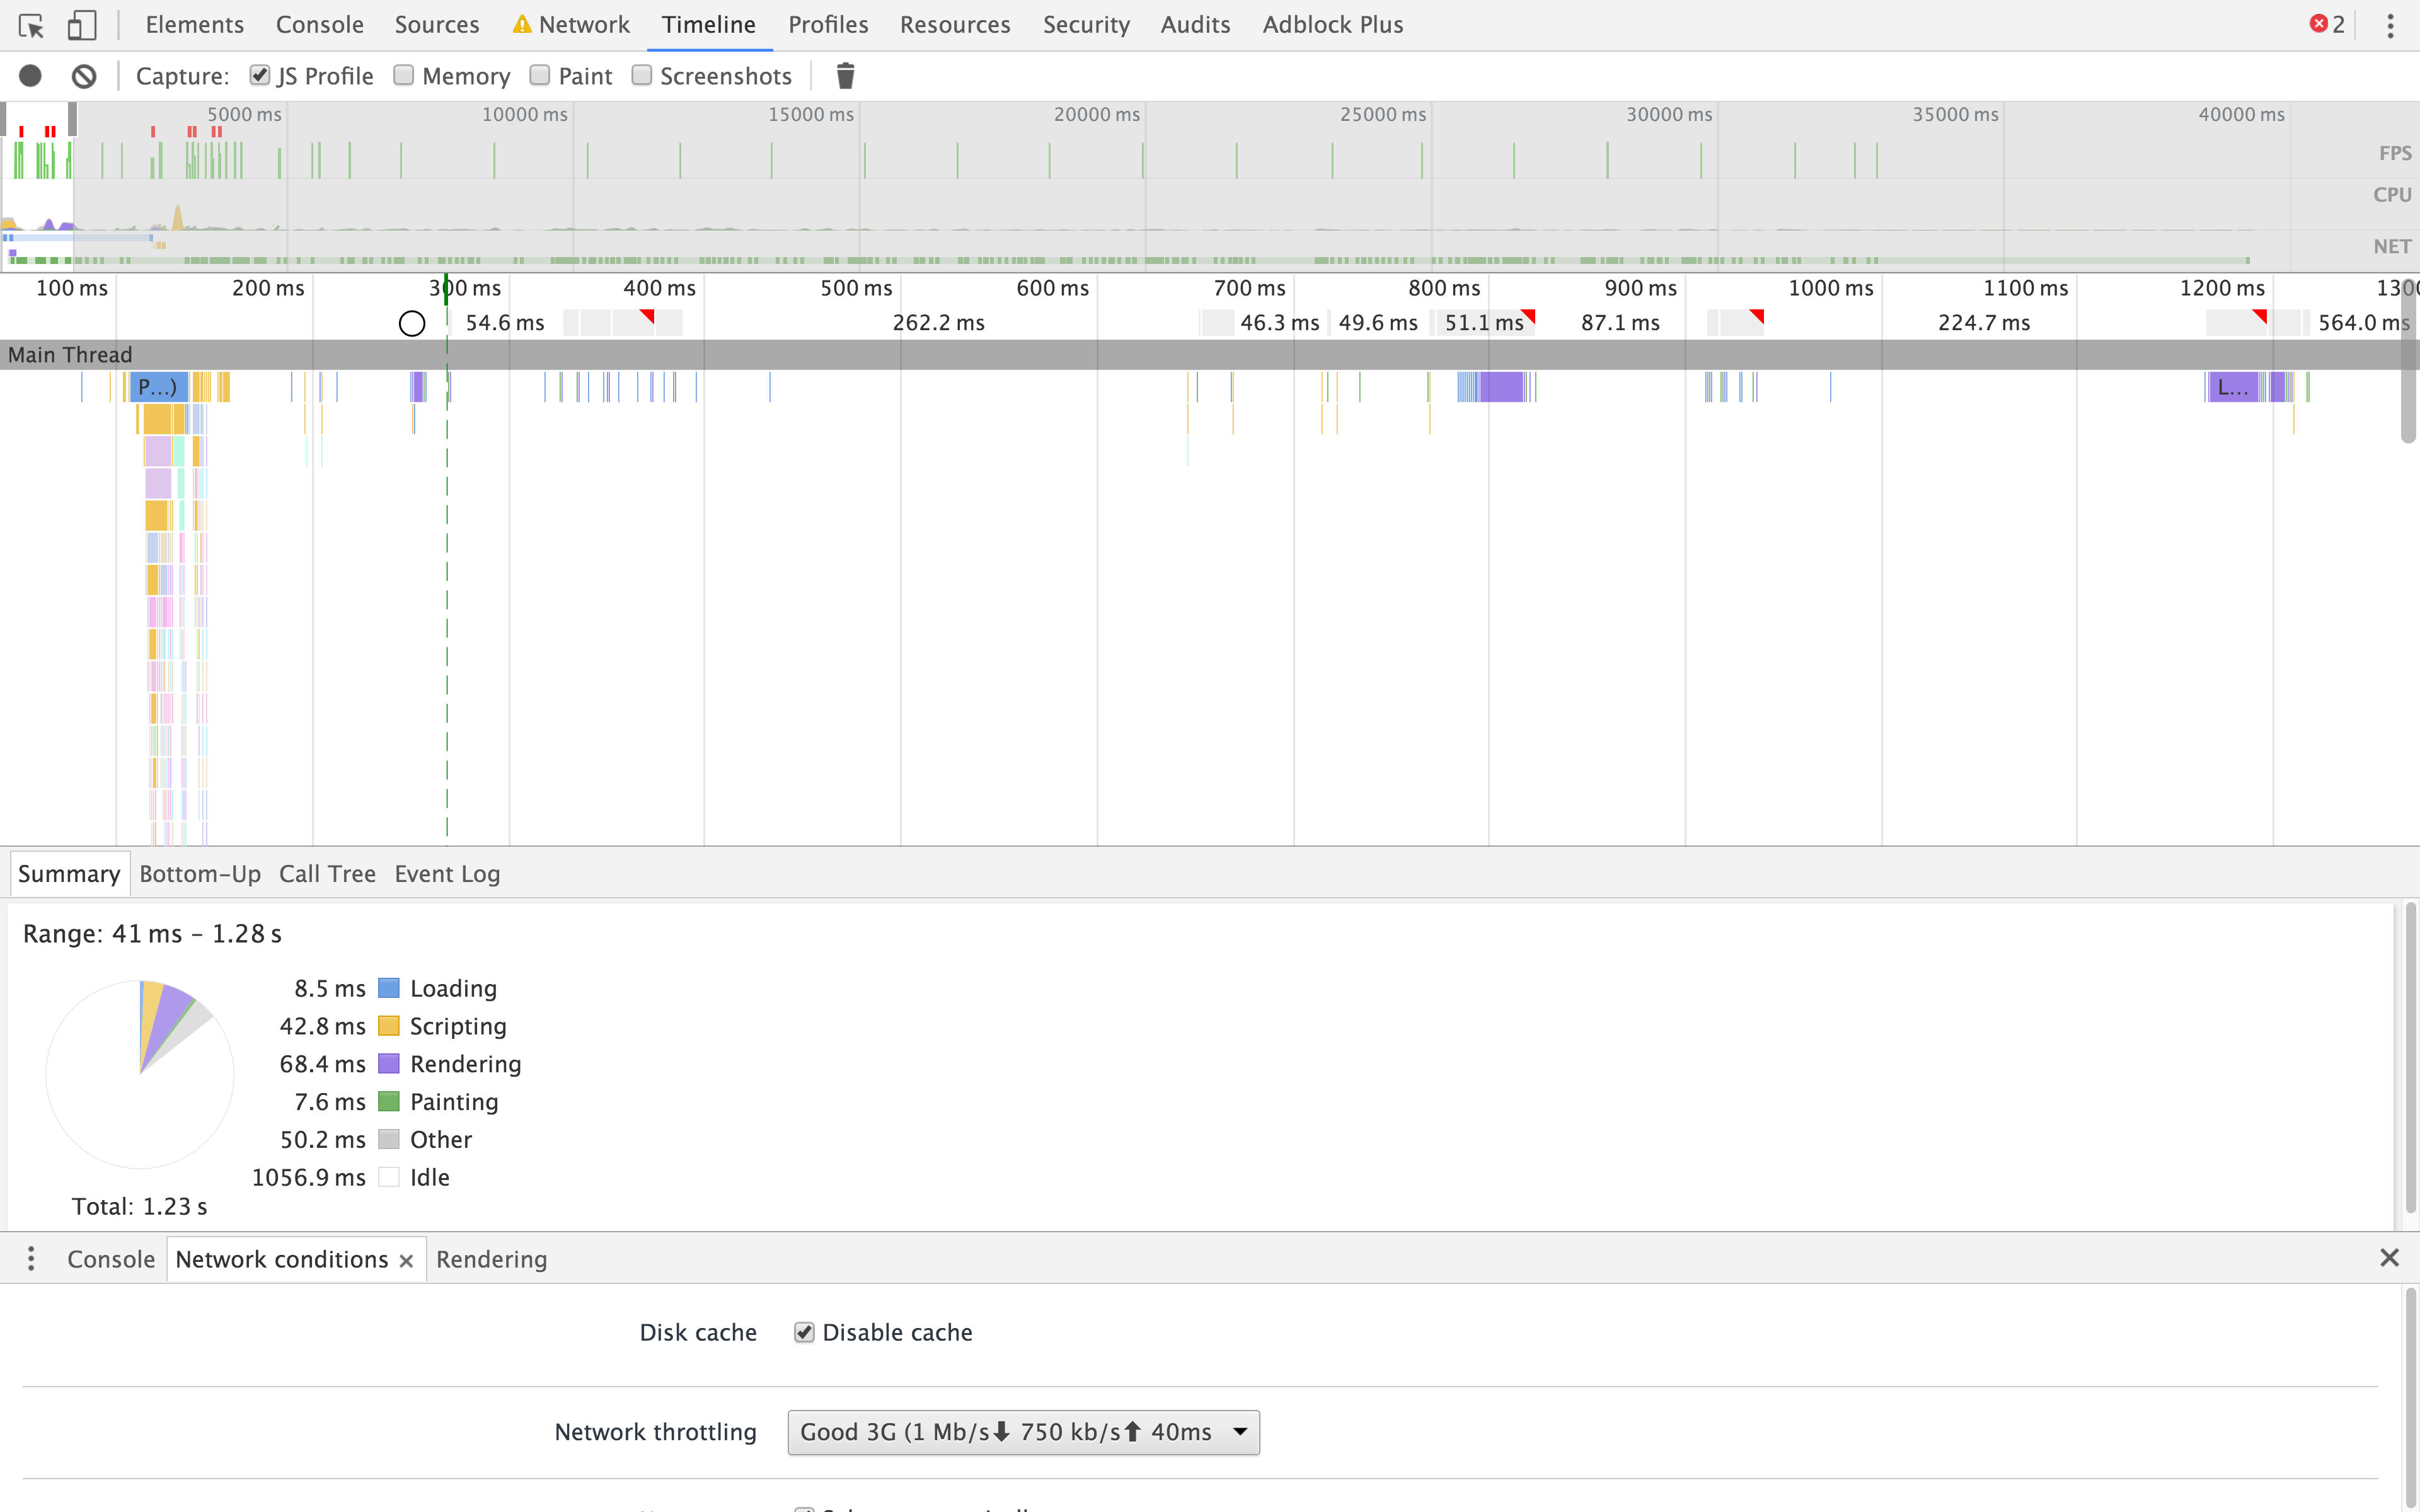 Elements Console Sources Network Timeline Profiles Resources Security Audits Adblock Plus 2
Capture: JS Profile Memory Paint Screenshots
5000 ms 10000 ms 15000 ms 20000 ms 25000 ms 30000 ms 35000 ms 40000 ms
FPS
CPU
NET
100 ms 200 ms 300 ms 400 ms 500 ms 600 ms 700 ms 800 ms 900 ms 1000 ms 1100 ms 1200 ms 1300
54.6 ms 262.2 ms 46.3 ms 49.6 ms 51.1 ms 87.1 ms 224.7 ms 564.0 ms
Main Thread
P...) L...
Summary Bottom-Up Call Tree Event Log
Range: 41 ms – 1.28 s
8.5 ms Loading
42.8 ms Scripting
68.4 ms Rendering
7.6 ms Painting
50.2 ms Other
1056.9 ms Idle
Total: 1.23 s
Console Network conditions × Rendering
Disk cache Disable cache
Network throttling Good 3G (1 Mb/s⬇ 750 kb/s⬆ 40ms